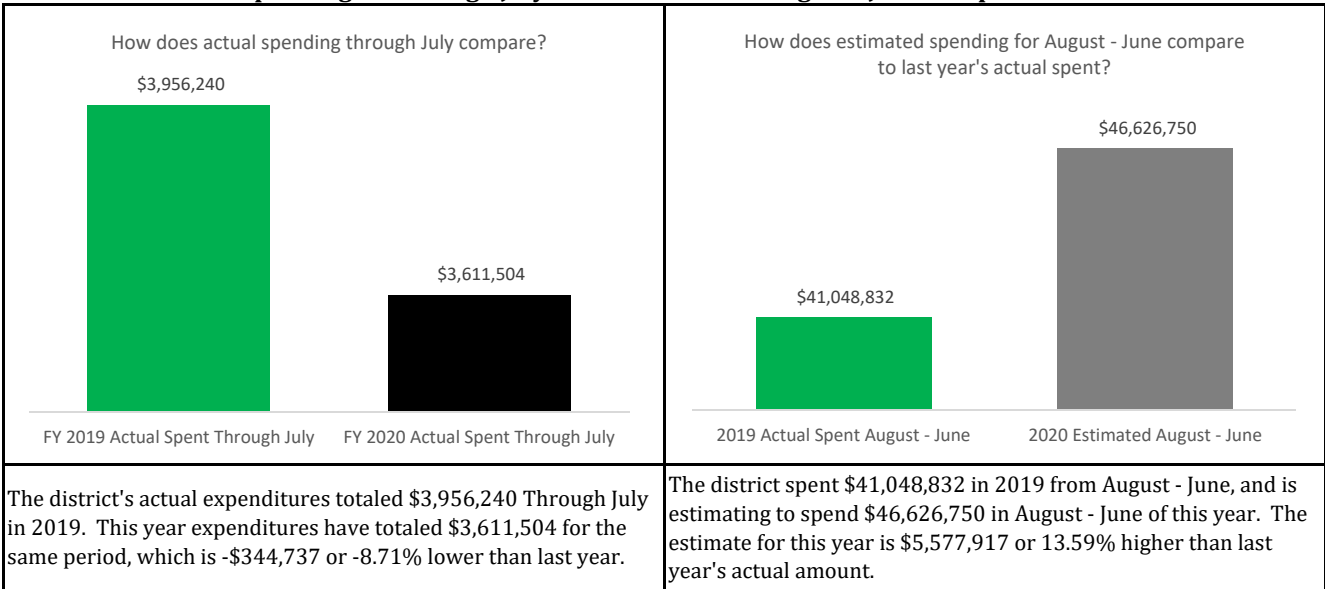 How does actual spending through July compare?
$3,956,240
$3,611,504
FY 2019 Actual Spent Through July
FY 2020 Actual Spent Through July
How does estimated spending for August - June compare
to last year's actual spent?
$46,626,750
$41,048,832
2019 Actual Spent August - June
2020 Estimated August - June
The district's actual expenditures totaled $3,956,240 Through July
in 2019.  This year expenditures have totaled $3,611,504 for the
same period, which is -$344,737 or -8.71% lower than last year.
The district spent $41,048,832 in 2019 from August - June, and is
estimating to spend $46,626,750 in August - June of this year.  The
estimate for this year is $5,577,917 or 13.59% higher than last
year's actual amount.